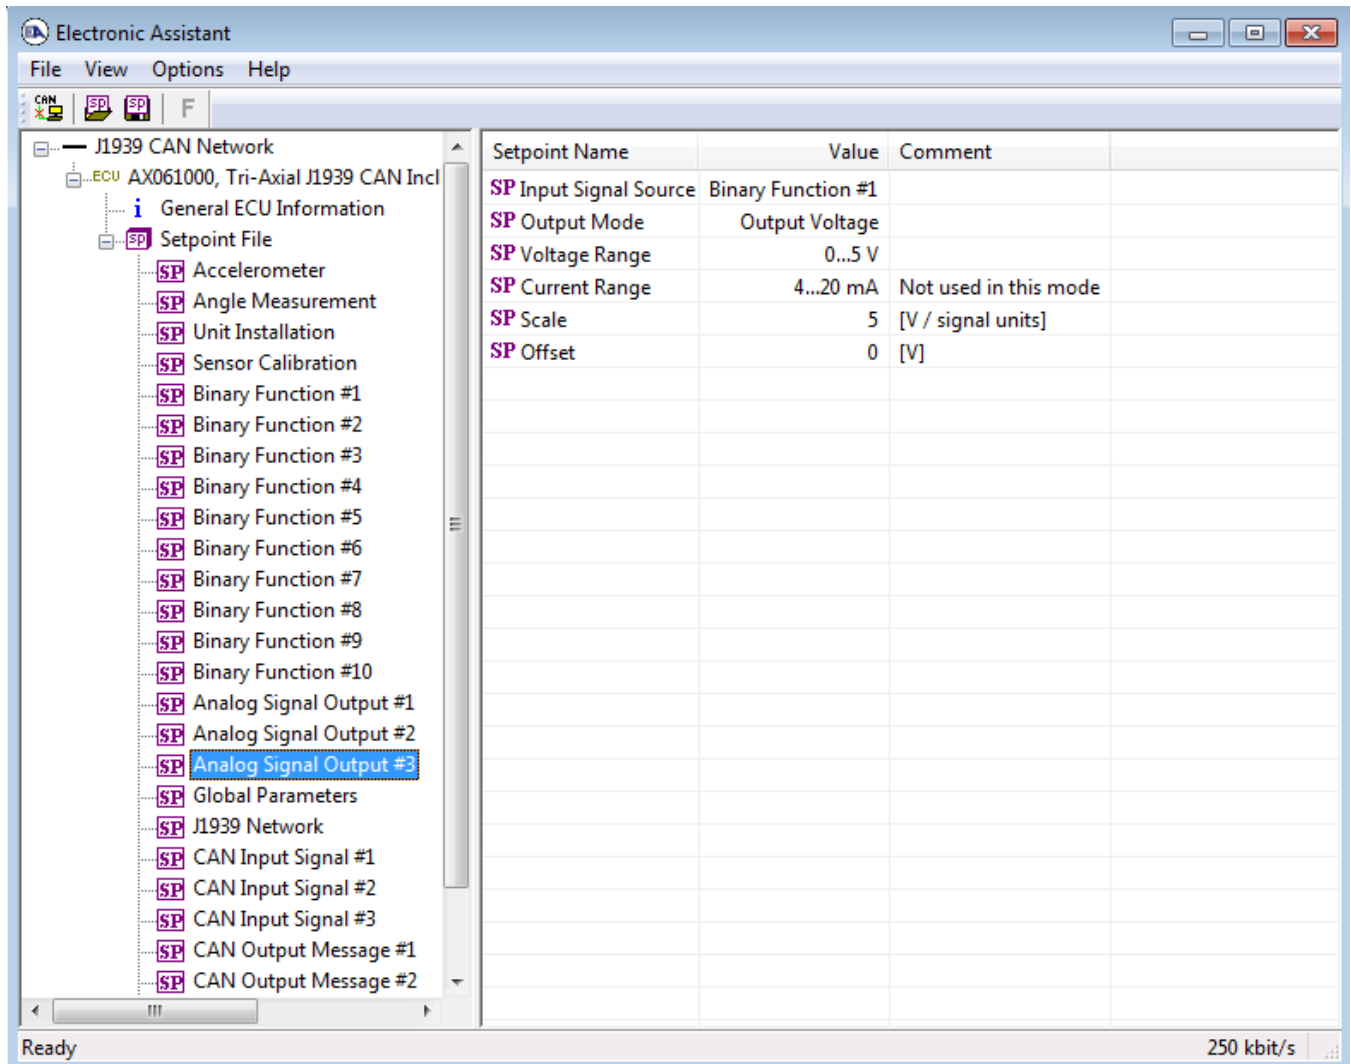 Electronic Assistant
File View Options Help
CAN SP SP F
J1939 CAN Network
ECU AX061000, Tri-Axial J1939 CAN Incl
i General ECU Information
SP Setpoint File
SP Accelerometer
SP Angle Measurement
SP Unit Installation
SP Sensor Calibration
SP Binary Function #1
SP Binary Function #2
SP Binary Function #3
SP Binary Function #4
SP Binary Function #5
SP Binary Function #6
SP Binary Function #7
SP Binary Function #8
SP Binary Function #9
SP Binary Function #10
SP Analog Signal Output #1
SP Analog Signal Output #2
SP Analog Signal Output #3
SP Global Parameters
SP J1939 Network
SP CAN Input Signal #1
SP CAN Input Signal #2
SP CAN Input Signal #3
SP CAN Output Message #1
SP CAN Output Message #2
Setpoint Name Value Comment
SP Input Signal Source Binary Function #1
SP Output Mode Output Voltage
SP Voltage Range 0...5 V
SP Current Range 4...20 mA Not used in this mode
SP Scale 5 [V / signal units]
SP Offset 0 [V]
Ready 250 kbit/s